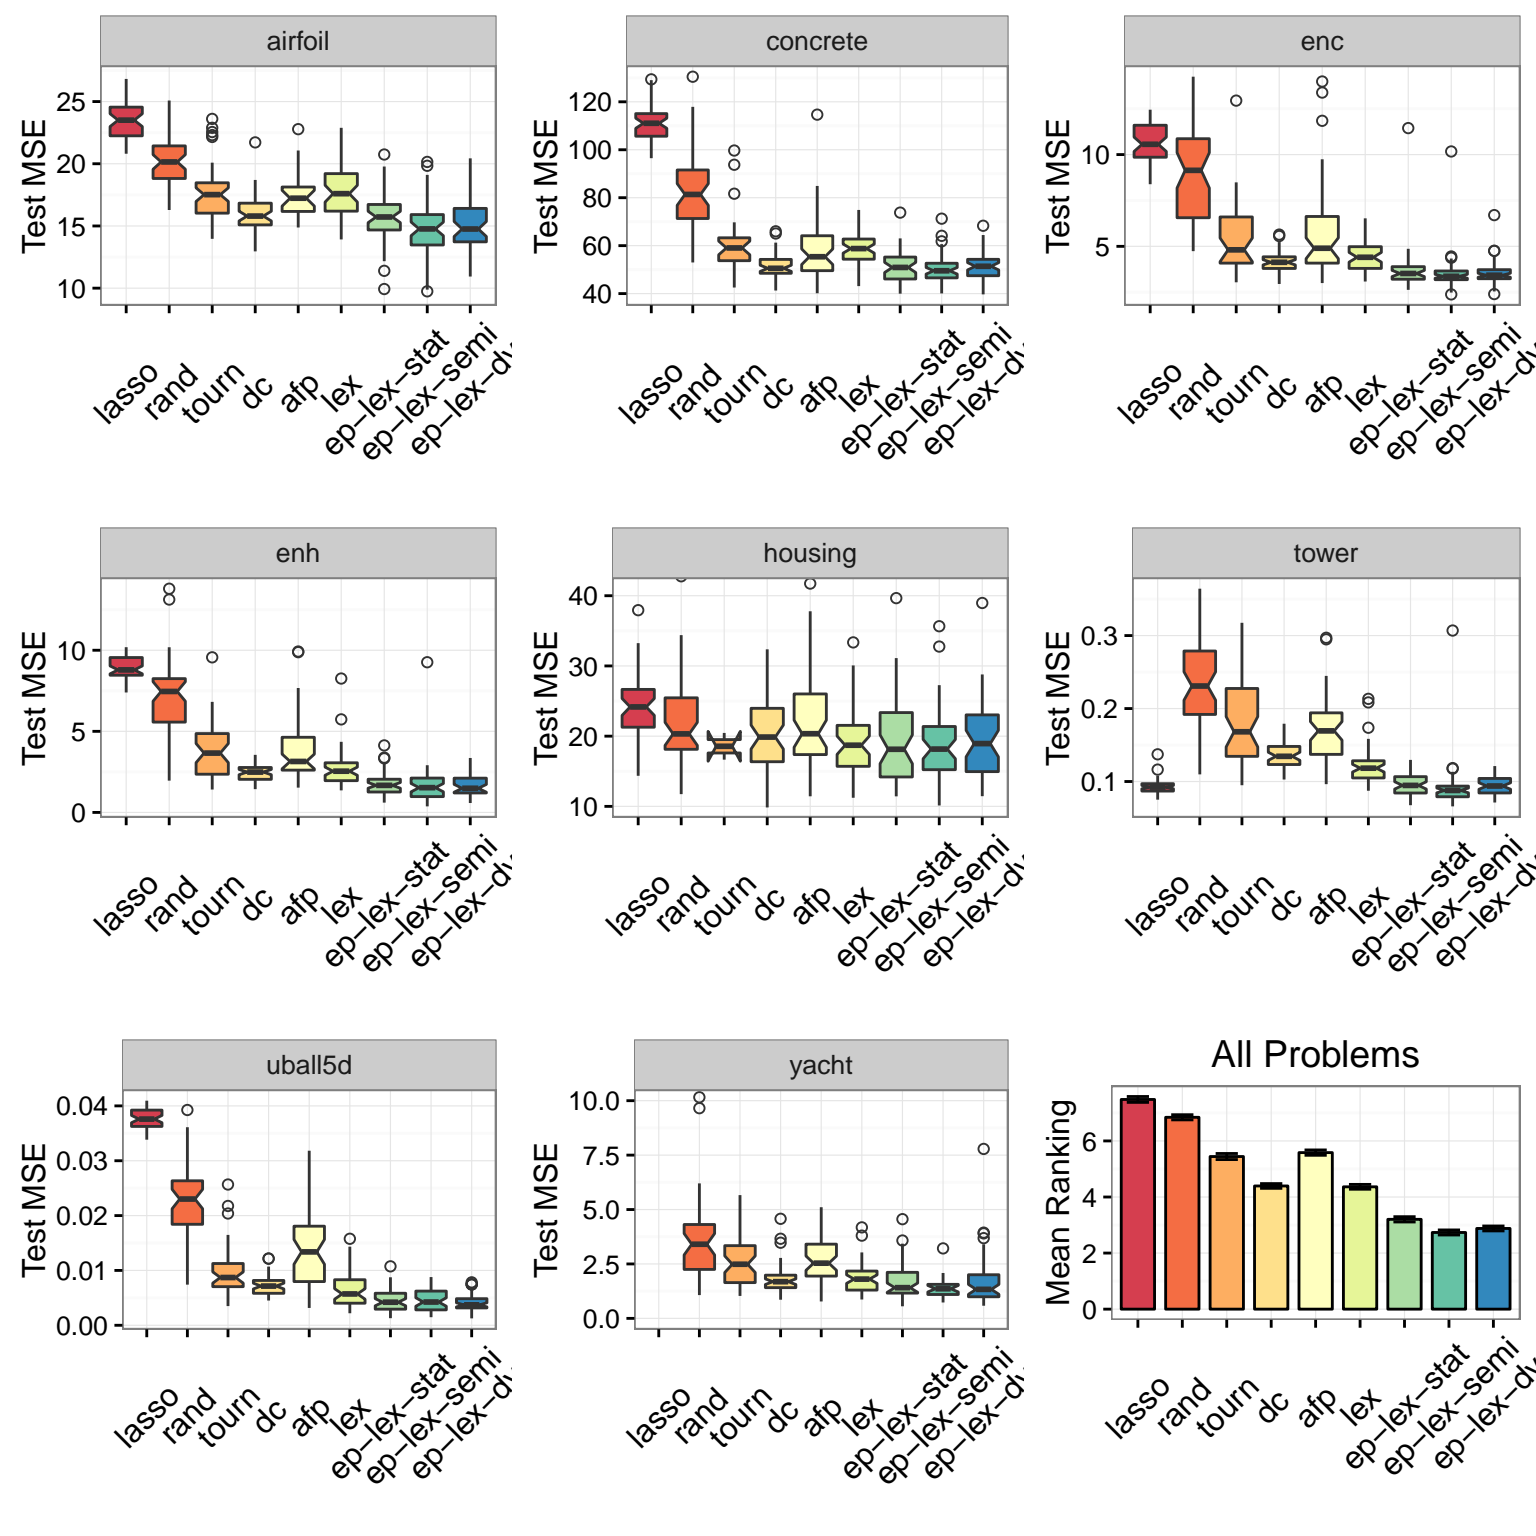 airfoil
Test MSE
25
20
15
10
lasso
rand
tourn
dc
afp
lex
ep−lex−stat
ep−lex−semi
concrete
Test MSE
120
100
80
60
40
lasso
rand
tourn
dc
afp
lex
ep−lex−stat
ep−lex−semi
enc
Test MSE
10
5
lasso
rand
tourn
dc
afp
lex
ep−lex−stat
ep−lex−semi
enh
Test MSE
10
5
0
lasso
rand
tourn
dc
afp
lex
ep−lex−stat
ep−lex−semi
housing
Test MSE
40
30
20
10
lasso
rand
tourn
dc
afp
lex
ep−lex−stat
ep−lex−semi
tower
Test MSE
0.3
0.2
0.1
lasso
rand
tourn
dc
afp
lex
ep−lex−stat
ep−lex−semi
uball5d
Test MSE
0.04
0.03
0.02
0.01
0.00
lasso
rand
tourn
dc
afp
lex
ep−lex−stat
ep−lex−semi
yacht
Test MSE
10.0
7.5
5.0
2.5
0.0
lasso
rand
tourn
dc
afp
lex
ep−lex−stat
ep−lex−semi
All Problems
Mean Ranking
6
4
2
0
lasso
rand
tourn
dc
afp
lex
ep−lex−stat
ep−lex−semi